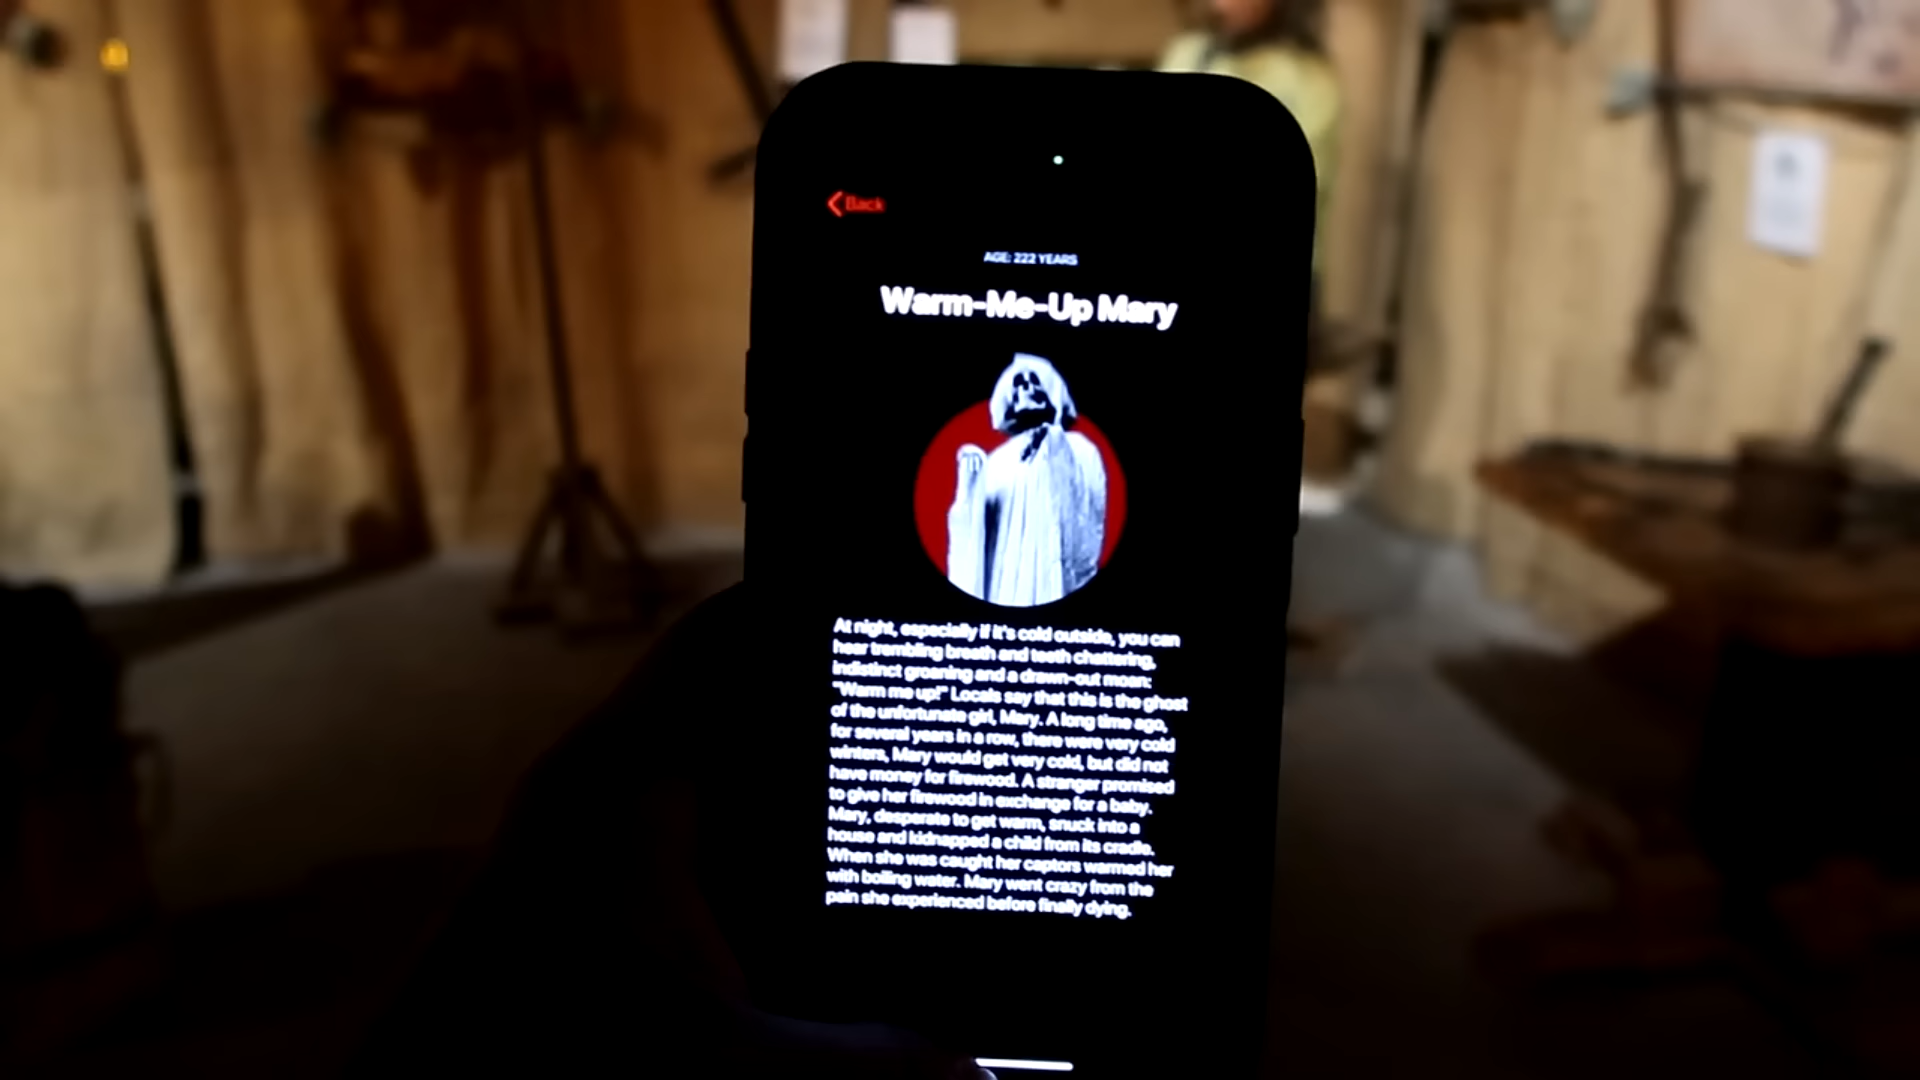 Back
AGE: 222 YEARS
Warm-Me-Up Mary
At night, especially if it's cold outside, you can
hear trembling breath and teeth chattering,
indistinct groaning and a drawn-out moan:
"Warm me up!" Locals say that this is the ghost
of the unfortunate girl, Mary. A long time ago,
for several years in a row, there were very cold
winters, Mary would get very cold, but did not
have money for firewood. A stranger promised
to give her firewood in exchange for a baby.
Mary, desperate to get warm, snuck into a
house and kidnapped a child from its cradle.
When she was caught her captors warmed her
with boiling water. Mary went crazy from the
pain she experienced before finally dying.